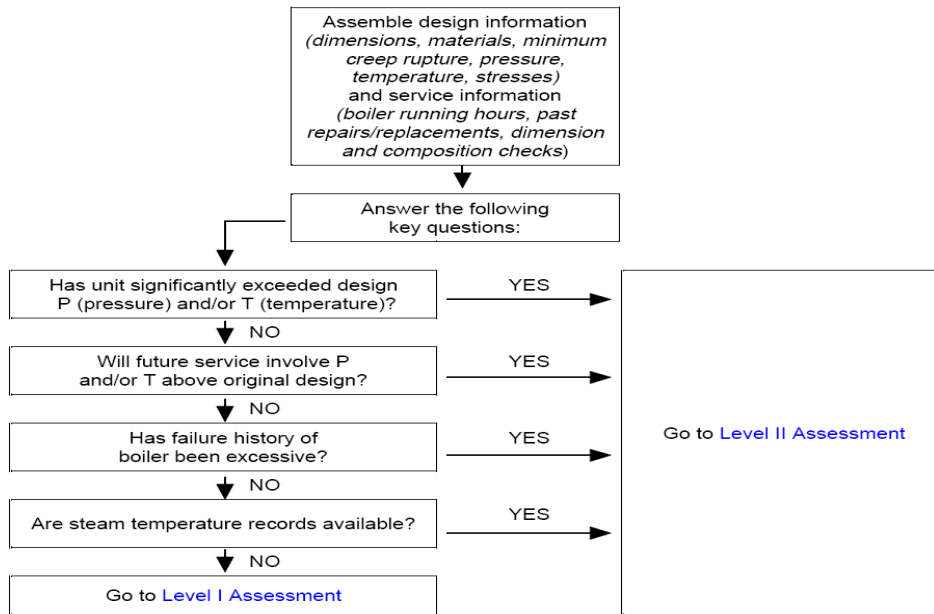 Assemble design information
(dimensions, materials, minimum
creep rupture, pressure,
temperature, stresses)
and service information
(boiler running hours, past
repairs/replacements, dimension
and composition checks)
Answer the following
key questions:
Has unit significantly exceeded design
P (pressure) and/or T (temperature)?
YES
NO
Will future service involve P
and/or T above original design?
YES
NO
Has failure history of
boiler been excessive?
YES
Go to Level II Assessment
NO
Are steam temperature records available?
YES
NO
Go to Level I Assessment